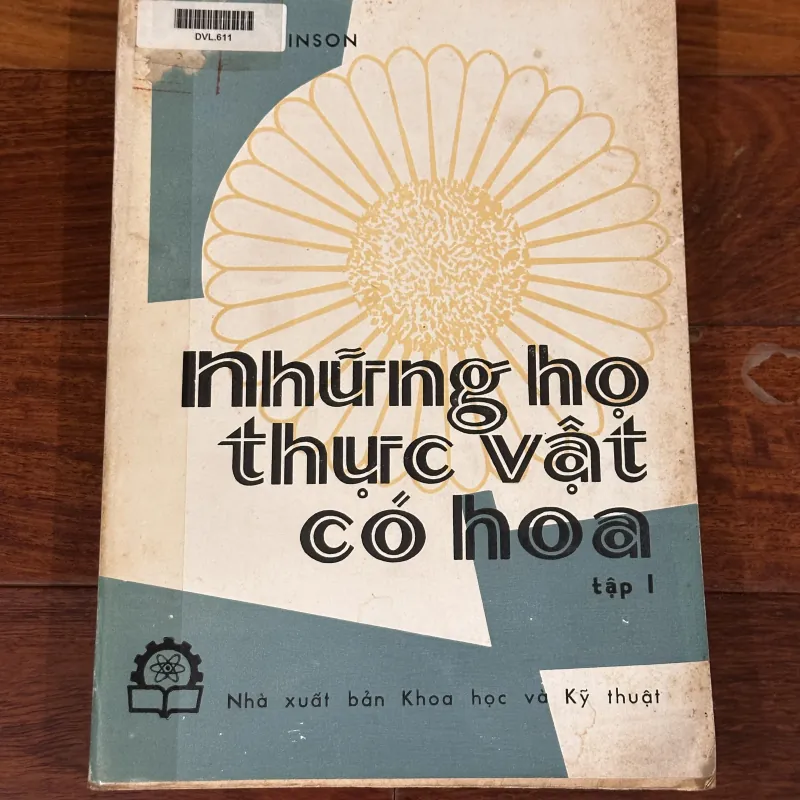 DVL.611
INSON
những họ
thực vật
có hoa
tập I
Nhà xuất bản Khoa học và Kỹ thuật